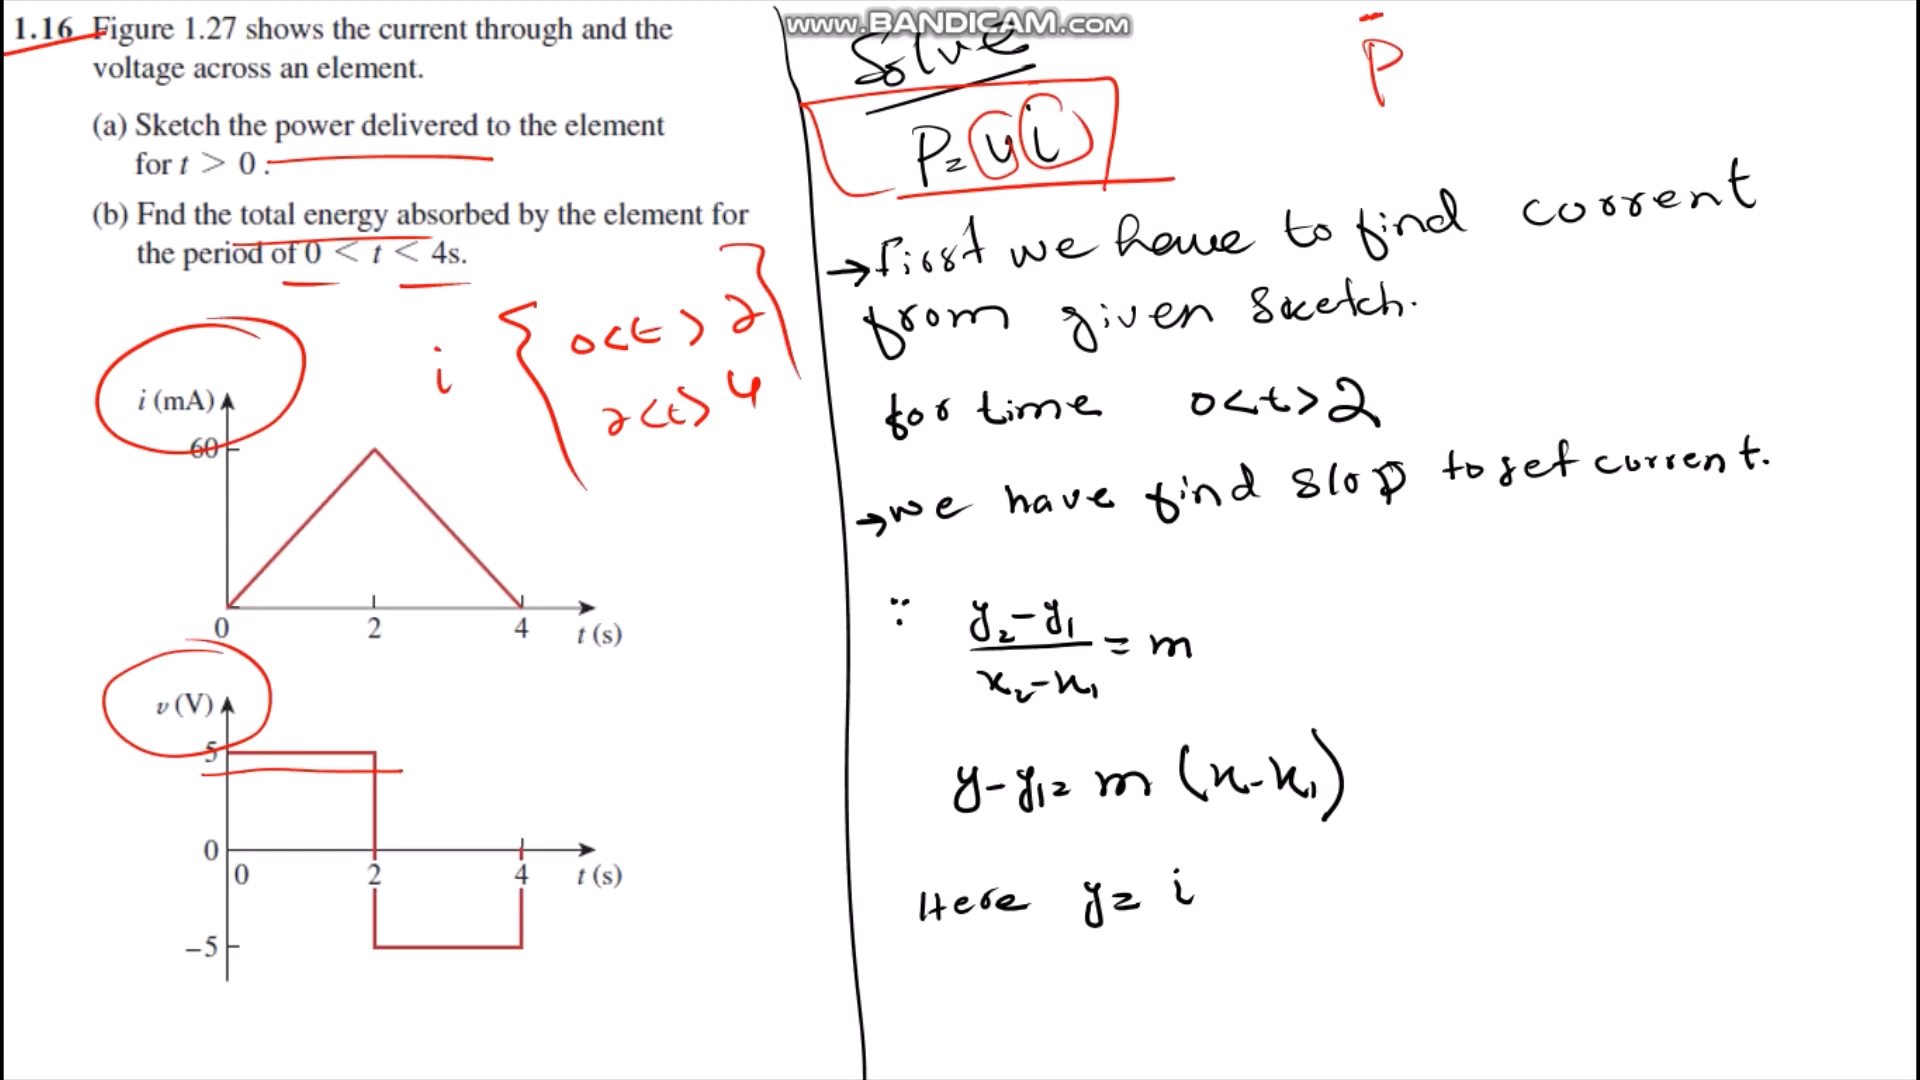 www.BANDICAM.com
1.16 Figure 1.27 shows the current through and the
voltage across an element.
(a) Sketch the power delivered to the element
for t > 0.
(b) Fnd the total energy absorbed by the element for
the period of 0 < t < 4s.
i { 0<t>2 }
2<t>4
i (mA)
60
0
2
4
t (s)
v (V)
5
0
0
2
4
t (s)
−5
Solve
P
P = vi
→ first we have to find current
from given Sketch.
for time 0<t>2
→ we have find slop to get current.
∵ y₂-y₁ / x₂-x₁ = m
y-y₁ = m (x-x₁)
Here y = i